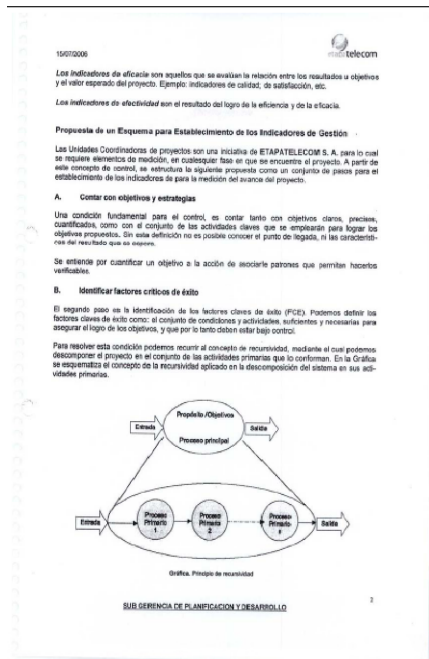 15/07/2006
etapatelecom
Los indicadores de eficacia son aquellos que se evalúan la relación entre los resultados u objetivos
y el valor esperado del proyecto. Ejemplo: indicadores de calidad, de satisfacción, etc.
Los indicadores de efectividad son el resultado del logro de la eficiencia y de la eficacia.
Propuesta de un Esquema para Establecimiento de los Indicadores de Gestión
Las Unidades Coordinadoras de proyectos son una iniciativa de ETAPATELECOM S. A. para lo cual
se requiere elementos de medición, en cualesquier fase en que se encuentre el proyecto. A partir de
este concepto de control, se estructura la siguiente propuesta como un conjunto de pasos para el
establecimiento de los indicadores de para la medición del avance del proyecto.
A. Contar con objetivos y estrategias
Una condición fundamental para el control, es contar tanto con objetivos claros, precisos,
cuantificados, como con el conjunto de las actividades claves que se emplearán para lograr los
objetivos propuestos. Sin esta definición no es posible conocer el punto de llegada, ni las característi-
cas del resultado que se espera.
Se entiende por cuantificar un objetivo a la acción de asociarle patrones que permitan hacerlos
verificables.
B. Identificar factores críticos de éxito
El segundo paso es la identificación de los factores claves de éxito (FCE). Podemos definir los
factores claves de éxito como: el conjunto de condiciones y actividades, suficientes y necesarias para
asegurar el logro de los objetivos, y que por lo tanto deben estar bajo control.
Para resolver esta condición podemos recurrir al concepto de recursividad, mediante el cual podemos
descomponer el proyecto en el conjunto de las actividades primarias que lo conforman. En la Gráfica
se esquematiza el concepto de la recursividad aplicado en la descomposición del sistema en sus acti-
vidades primarias.
Propósito /Objetivos
Entrada
Salida
Proceso principal
Entrada
Proceso Primario 1
Proceso Primario 2
Proceso Primario
Salida
Gráfica. Principio de recursividad
SUB GERENCIA DE PLANIFICACION Y DESARROLLO
2